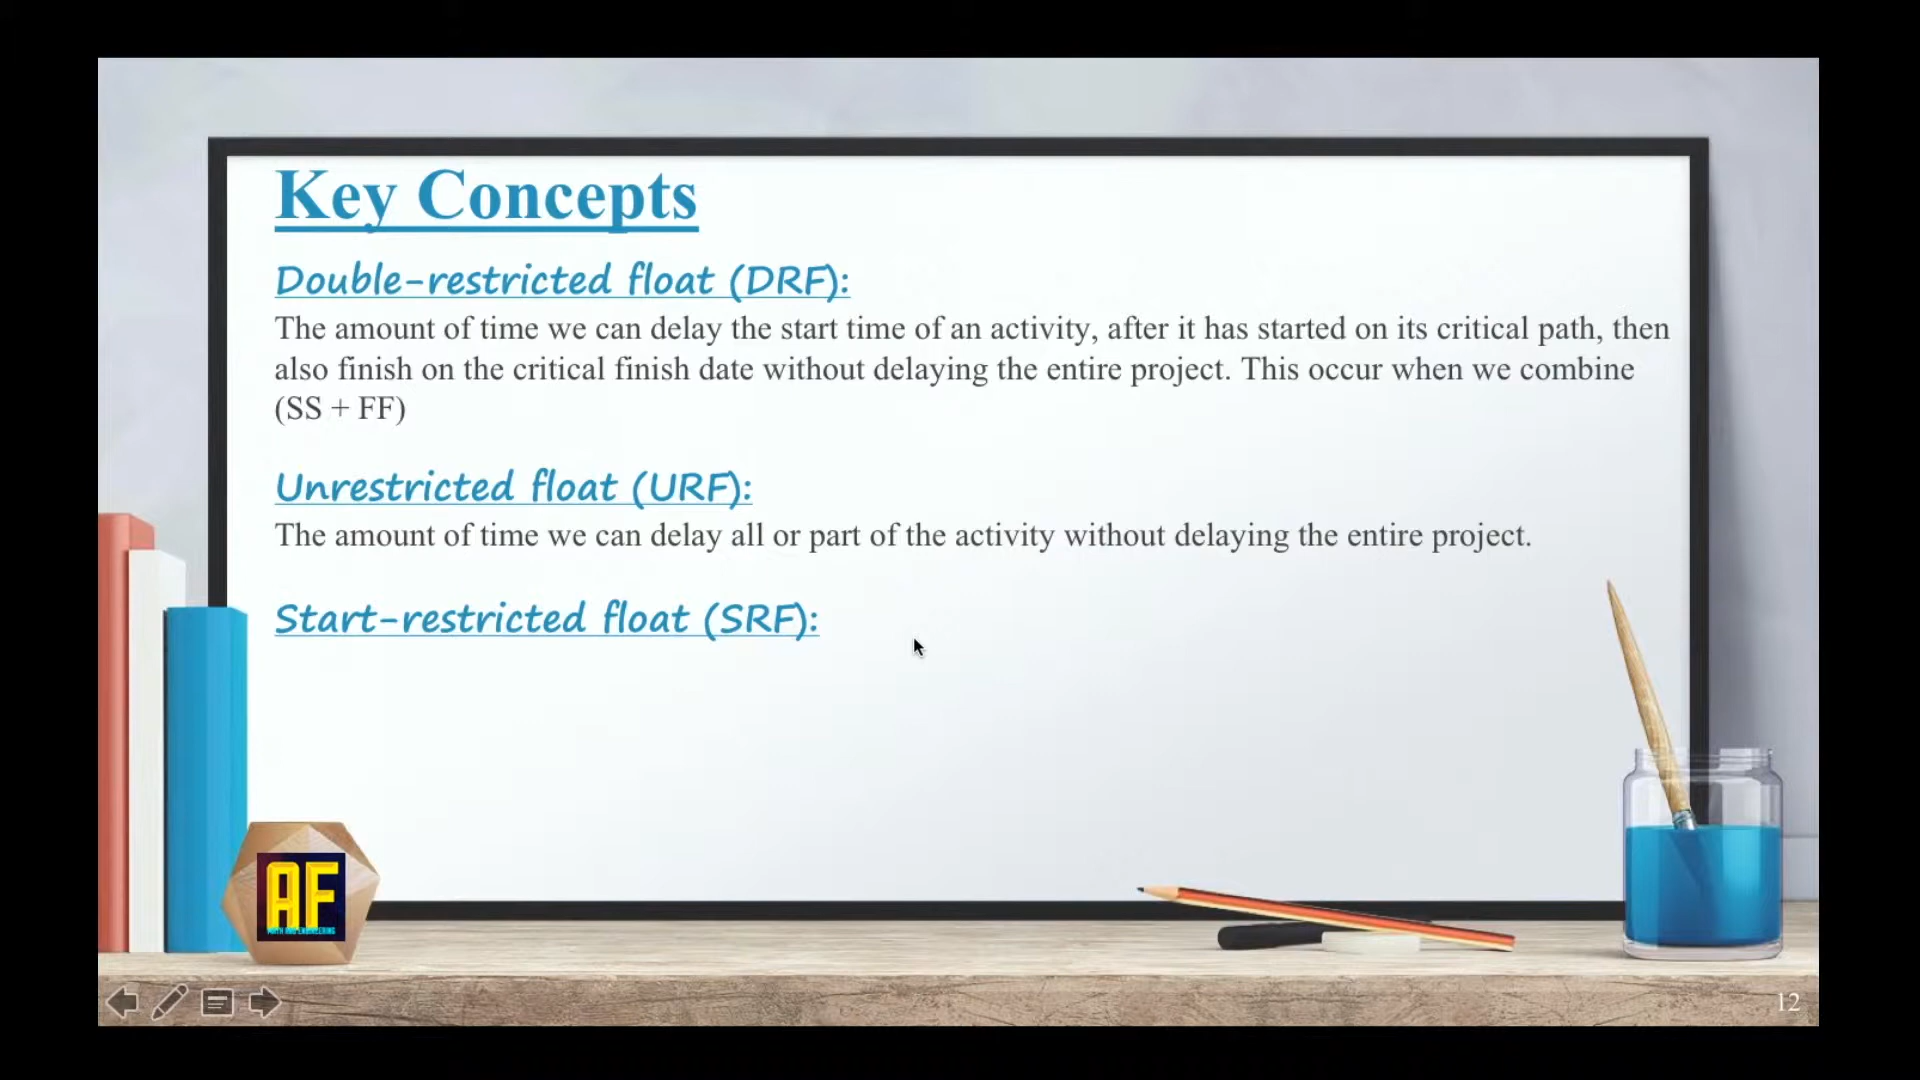 Key Concepts
Double-restricted float (DRF):
The amount of time we can delay the start time of an activity, after it has started on its critical path, then
also finish on the critical finish date without delaying the entire project. This occur when we combine
(SS + FF)
Unrestricted float (URF):
The amount of time we can delay all or part of the activity without delaying the entire project.
Start-restricted float (SRF):
AF
12